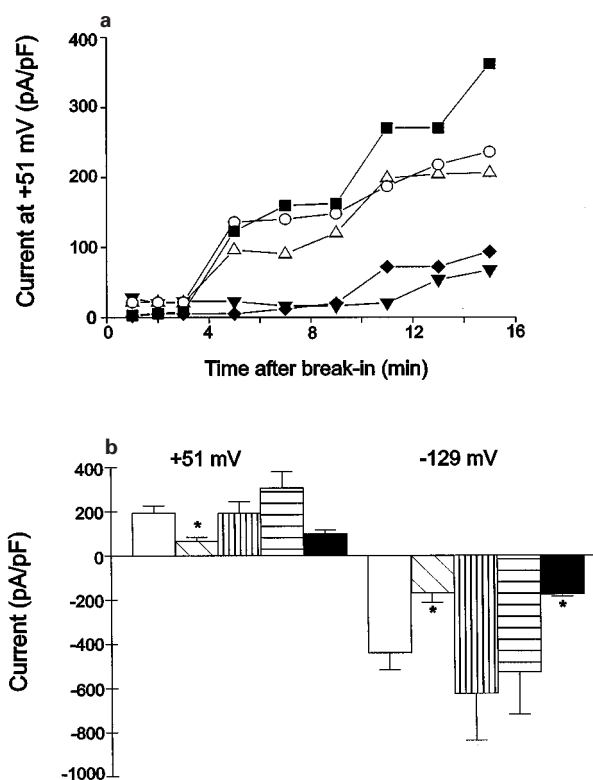 a
Current at +51 mV (pA/pF)
400
300
200
100
0
0 4 8 12 16
Time after break-in (min)
b
+51 mV -129 mV
Current (pA/pF)
400
200
0
-200
-400
-600
-800
-1000
*
*
*